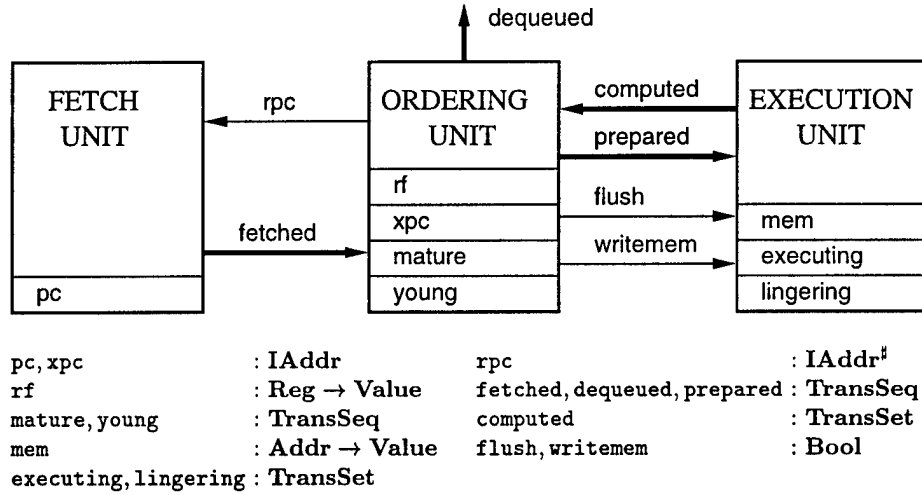 dequeued
FETCH
UNIT
rpc
ORDERING
UNIT
computed
EXECUTION
UNIT
prepared
rf
flush
xpc
mem
fetched
writemem
mature
executing
pc
young
lingering
pc, xpc : IAddr
rf : Reg → Value
mature, young : TransSeq
mem : Addr → Value
executing, lingering : TransSet
rpc : IAddr♯
fetched, dequeued, prepared : TransSeq
computed : TransSet
flush, writemem : Bool